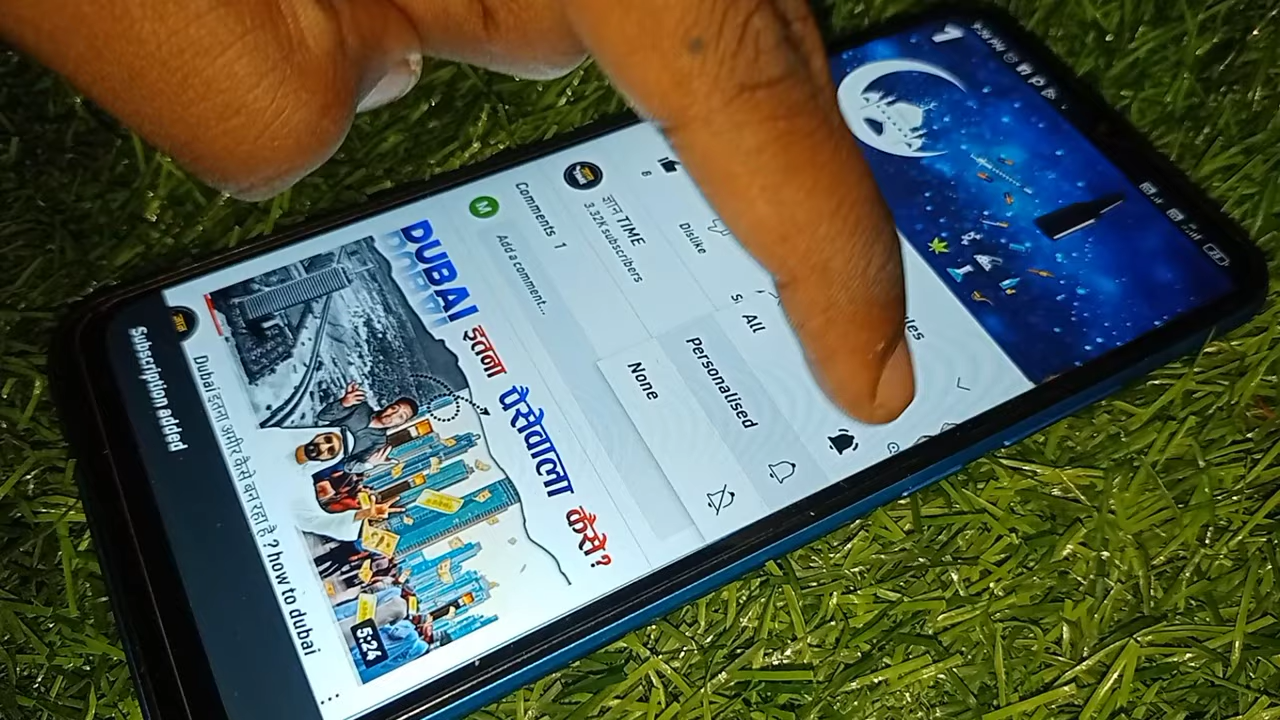 8
Dislike
ज्ञान TIME
3.32K subscribers
All
Personalised
None
Comments 1
M
Add a comment...
DUBAI
इतना
पैसेवाला
कैसे ?
5:24
Dubai इतना अमीर कैसे बन रहा है ? how to dubai
Subscription added